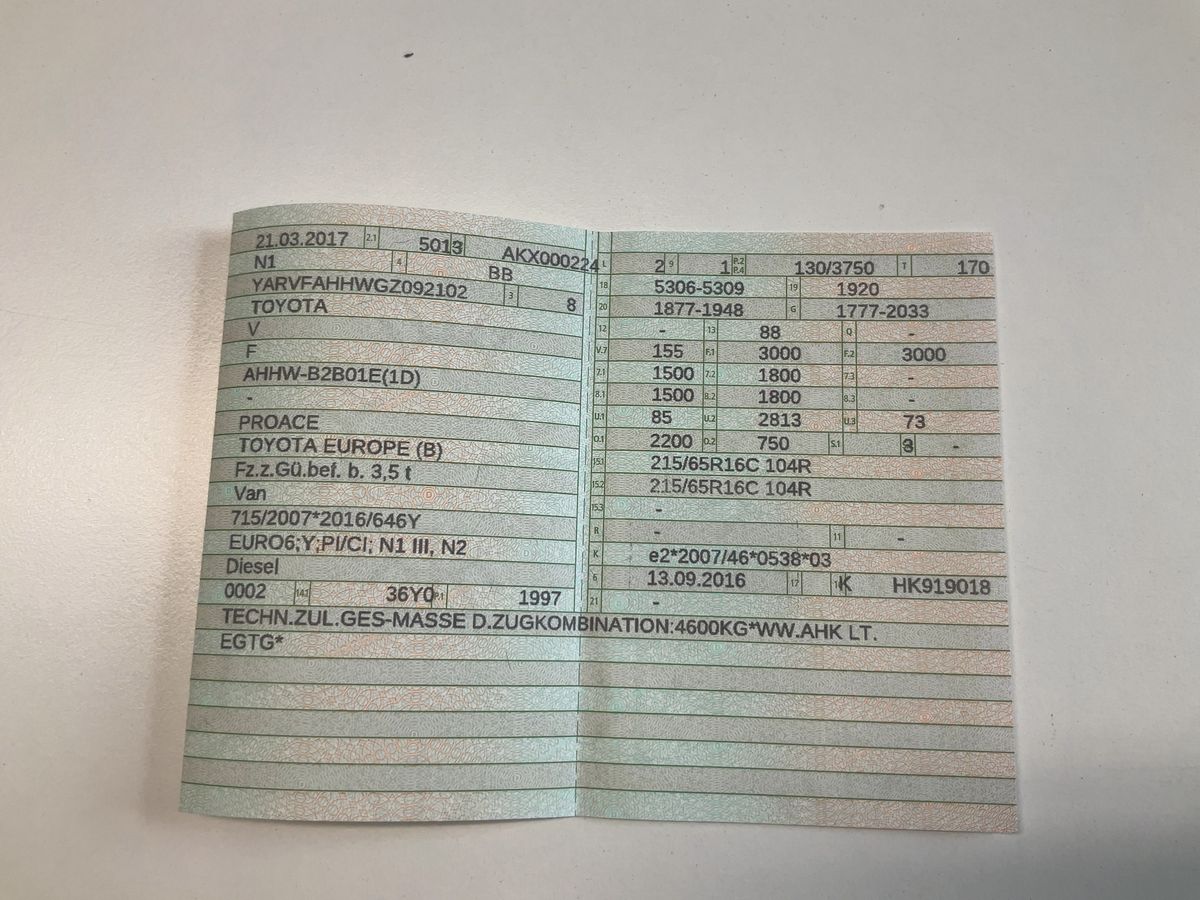 21.03.2017 2.1 5013 AKX000224
N1 4 BB
YARVFAHHWGZ092102 3 8
TOYOTA
V
F
AHHW-B2B01E(1D)
-
PROACE
TOYOTA EUROPE (B)
Fz.z.Gü.bef. b. 3,5 t
Van
715/2007*2016/646Y
EURO6;Y;PI/CI; N1 III, N2
Diesel
0002 14.1 36Y0 P.1 1997
L 2 9 1 P.2 P.4 130/3750 T 170
18 5306-5309 19 1920
20 1877-1948 G 1777-2033
12 - 13 88 Q -
V.7 155 F.1 3000 F.2 3000
7.1 1500 7.2 1800 7.3 -
8.1 1500 8.2 1800 8.3 -
U.1 85 U.2 2813 U.3 73
O.1 2200 O.2 750 S.1 3 -
15.1 215/65R16C 104R
15.2 215/65R16C 104R
15.3 -
R - 11 -
K e2*2007/46*0538*03
6 13.09.2016 17 K HK919018
21 -
TECHN.ZUL.GES-MASSE D.ZUGKOMBINATION:4600KG*WW.AHK LT.
EGTG*